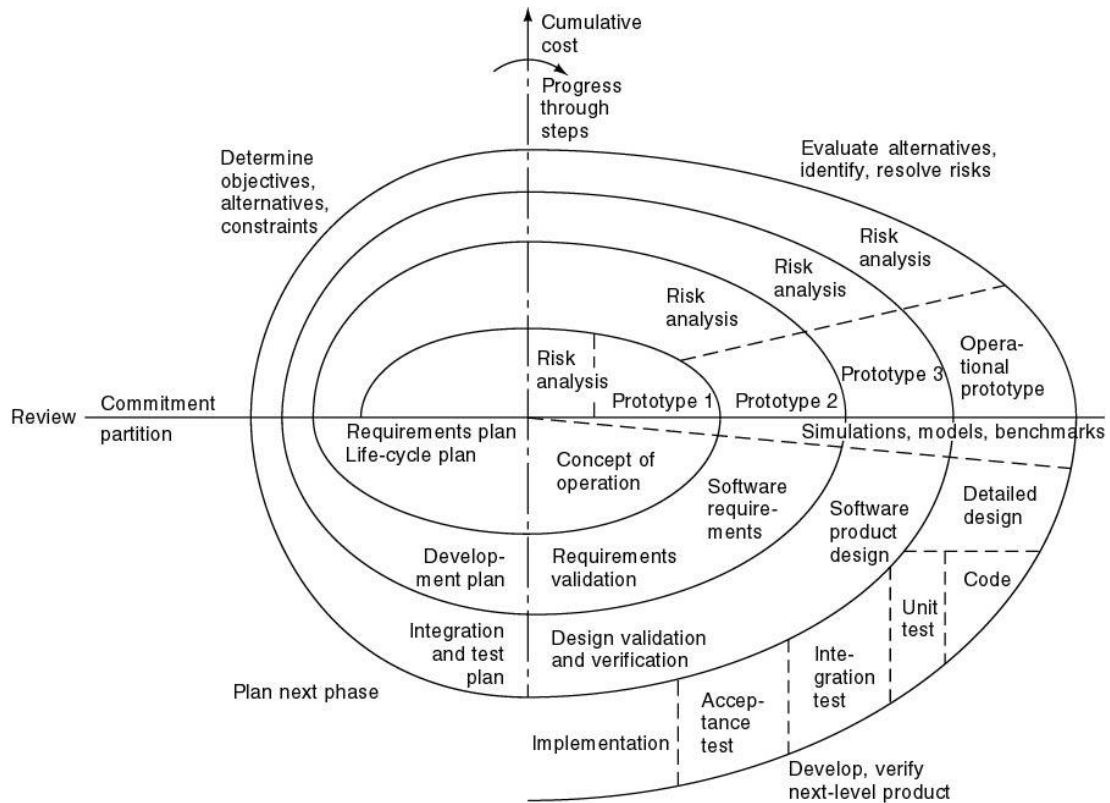 Cumulative
cost
Progress
through
steps
Determine
objectives,
alternatives,
constraints
Evaluate alternatives,
identify, resolve risks
Risk
analysis
Risk
analysis
Risk
analysis
Risk
analysis
Prototype 1
Prototype 2
Prototype 3
Opera-
tional
prototype
Review
Commitment
partition
Requirements plan
Life-cycle plan
Simulations, models, benchmarks
Concept of
operation
Software
require-
ments
Software
product
design
Detailed
design
Develop-
ment plan
Requirements
validation
Code
Unit
test
Integration
and test
plan
Design validation
and verification
Inte-
gration
test
Plan next phase
Accep-
tance
test
Implementation
Develop, verify
next-level product